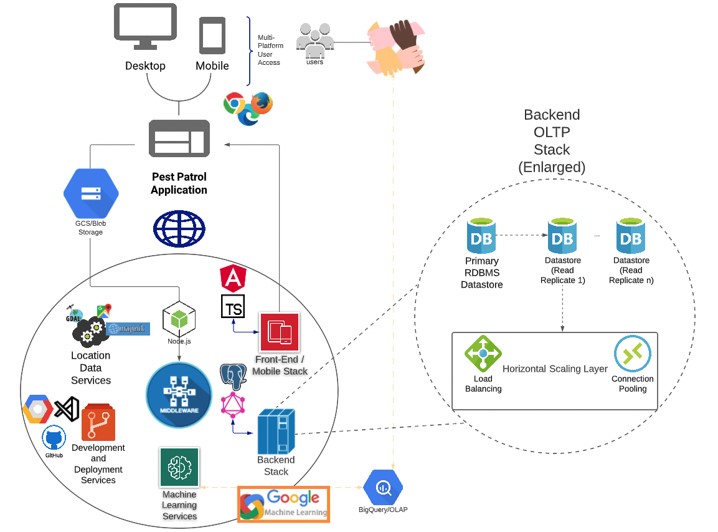 Desktop
Mobile
Multi-
Platform
User
Access
users
Pest Patrol
Application
GCS/Bleb
Storage
Backend
OLTP
Stack
(Enlarged)
DB
DB
DB
Primary
RDBMS
Datastore
Datastore
(Read
Replicate 1)
Datastore
(Read
Replicate n)
Load
Balancing
Horizontal Scaling Layer
Connection
Pooling
GDAL
Location
Data
Services
Node.js
TS
Front-End /
Mobile Stack
MIDDLEWARE
GitHub
Development
and
Deployment
Services
Backend
Stack
Machine
Learning
Services
Google
Machine Learning
BigQuery/OLAP